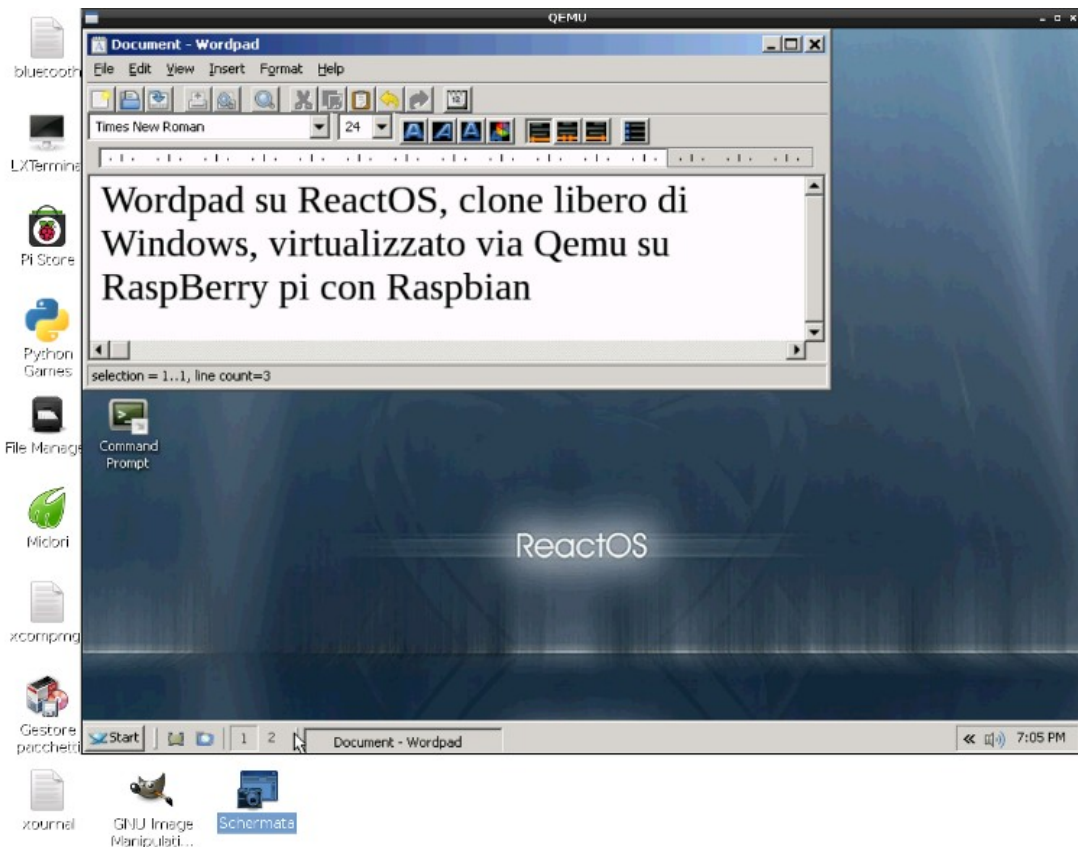 QEMU
bluetooth
LXTermina
Pi Store
Python
Games
File Manage
Midori
xcompmg
Gestore
pacchetti
xournal
GNU Image
Manipulati...
Schermata
Document - Wordpad
File Edit View Insert Format Help
Times New Roman 24
Wordpad su ReactOS, clone libero di
Windows, virtualizzato via Qemu su
RaspBerry pi con Raspbian
selection = 1..1, line count=3
Command
Prompt
ReactOS
Start 1 2 Document - Wordpad 7:05 PM